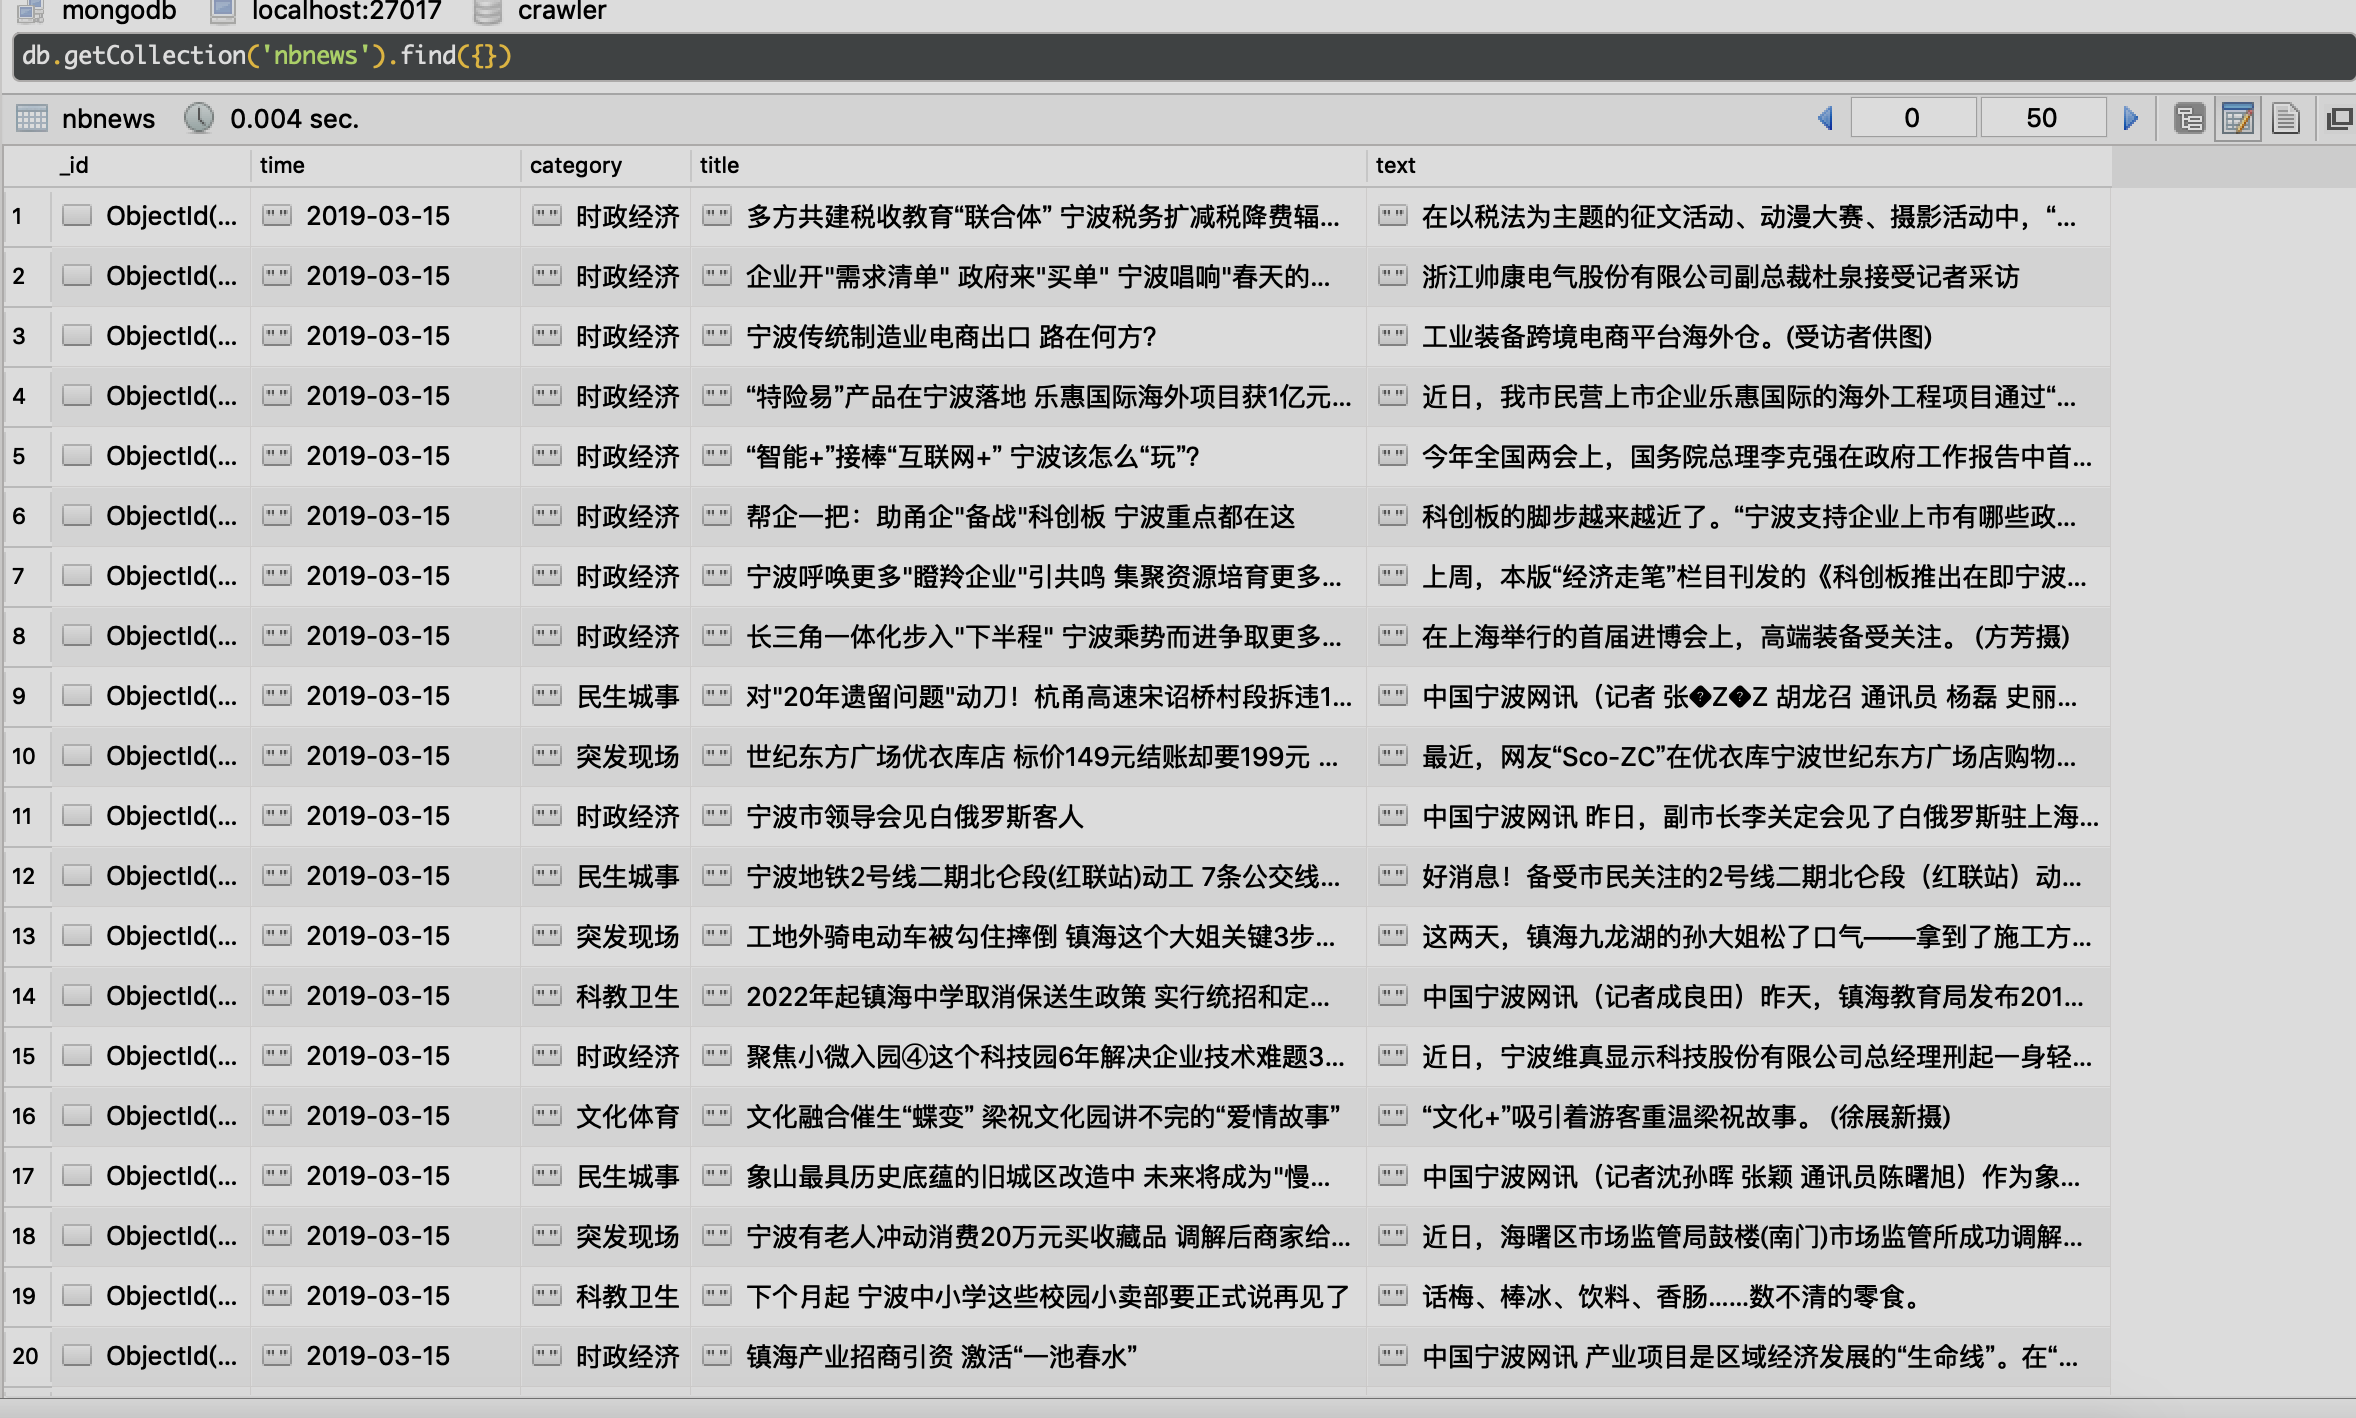 mongodb localhost:27017 crawler
db.getCollection('nbnews').find({})
nbnews 0.004 sec. 0 50
_id time category title text
1 ObjectId(... 2019-03-15 时政经济 多方共建税收教育“联合体” 宁波税务扩减税降费辐... 在以税法为主题的征文活动、动漫大赛、摄影活动中，“...
2 ObjectId(... 2019-03-15 时政经济 企业开"需求清单" 政府来"买单" 宁波唱响"春天的... 浙江帅康电气股份有限公司副总裁杜泉接受记者采访
3 ObjectId(... 2019-03-15 时政经济 宁波传统制造业电商出口 路在何方? 工业装备跨境电商平台海外仓。(受访者供图)
4 ObjectId(... 2019-03-15 时政经济 “特险易”产品在宁波落地 乐惠国际海外项目获1亿元... 近日，我市民营上市企业乐惠国际的海外工程项目通过“...
5 ObjectId(... 2019-03-15 时政经济 “智能+”接棒“互联网+” 宁波该怎么“玩”? 今年全国两会上，国务院总理李克强在政府工作报告中首...
6 ObjectId(... 2019-03-15 时政经济 帮企一把：助甬企"备战"科创板 宁波重点都在这 科创板的脚步越来越近了。“宁波支持企业上市有哪些政...
7 ObjectId(... 2019-03-15 时政经济 宁波呼唤更多"瞪羚企业"引共鸣 集聚资源培育更多... 上周，本版“经济走笔”栏目刊发的《科创板推出在即宁波...
8 ObjectId(... 2019-03-15 时政经济 长三角一体化步入"下半程" 宁波乘势而进争取更多... 在上海举行的首届进博会上，高端装备受关注。 (方芳摄)
9 ObjectId(... 2019-03-15 民生城事 对"20年遗留问题"动刀！杭甬高速宋诏桥村段拆违1... 中国宁波网讯（记者 张�Z�Z 胡龙召 通讯员 杨磊 史丽...
10 ObjectId(... 2019-03-15 突发现场 世纪东方广场优衣库店 标价149元结账却要199元 ... 最近，网友“Sco-ZC”在优衣库宁波世纪东方广场店购物...
11 ObjectId(... 2019-03-15 时政经济 宁波市领导会见白俄罗斯客人 中国宁波网讯 昨日，副市长李关定会见了白俄罗斯驻上海...
12 ObjectId(... 2019-03-15 民生城事 宁波地铁2号线二期北仑段(红联站)动工 7条公交线... 好消息！备受市民关注的2号线二期北仑段（红联站）动...
13 ObjectId(... 2019-03-15 突发现场 工地外骑电动车被勾住摔倒 镇海这个大姐关键3步... 这两天，镇海九龙湖的孙大姐松了口气——拿到了施工方...
14 ObjectId(... 2019-03-15 科教卫生 2022年起镇海中学取消保送生政策 实行统招和定... 中国宁波网讯（记者成良田）昨天，镇海教育局发布201...
15 ObjectId(... 2019-03-15 时政经济 聚焦小微入园④这个科技园6年解决企业技术难题3... 近日，宁波维真显示科技股份有限公司总经理刑起一身轻...
16 ObjectId(... 2019-03-15 文化体育 文化融合催生“蝶变” 梁祝文化园讲不完的“爱情故事” “文化+”吸引着游客重温梁祝故事。 (徐展新摄)
17 ObjectId(... 2019-03-15 民生城事 象山最具历史底蕴的旧城区改造中 未来将成为"慢... 中国宁波网讯（记者沈孙晖 张颖 通讯员陈曙旭）作为象...
18 ObjectId(... 2019-03-15 突发现场 宁波有老人冲动消费20万元买收藏品 调解后商家给... 近日，海曙区市场监管局鼓楼(南门)市场监管所成功调解...
19 ObjectId(... 2019-03-15 科教卫生 下个月起 宁波中小学这些校园小卖部要正式说再见了 话梅、棒冰、饮料、香肠......数不清的零食。
20 ObjectId(... 2019-03-15 时政经济 镇海产业招商引资 激活“一池春水” 中国宁波网讯 产业项目是区域经济发展的“生命线”。在“...